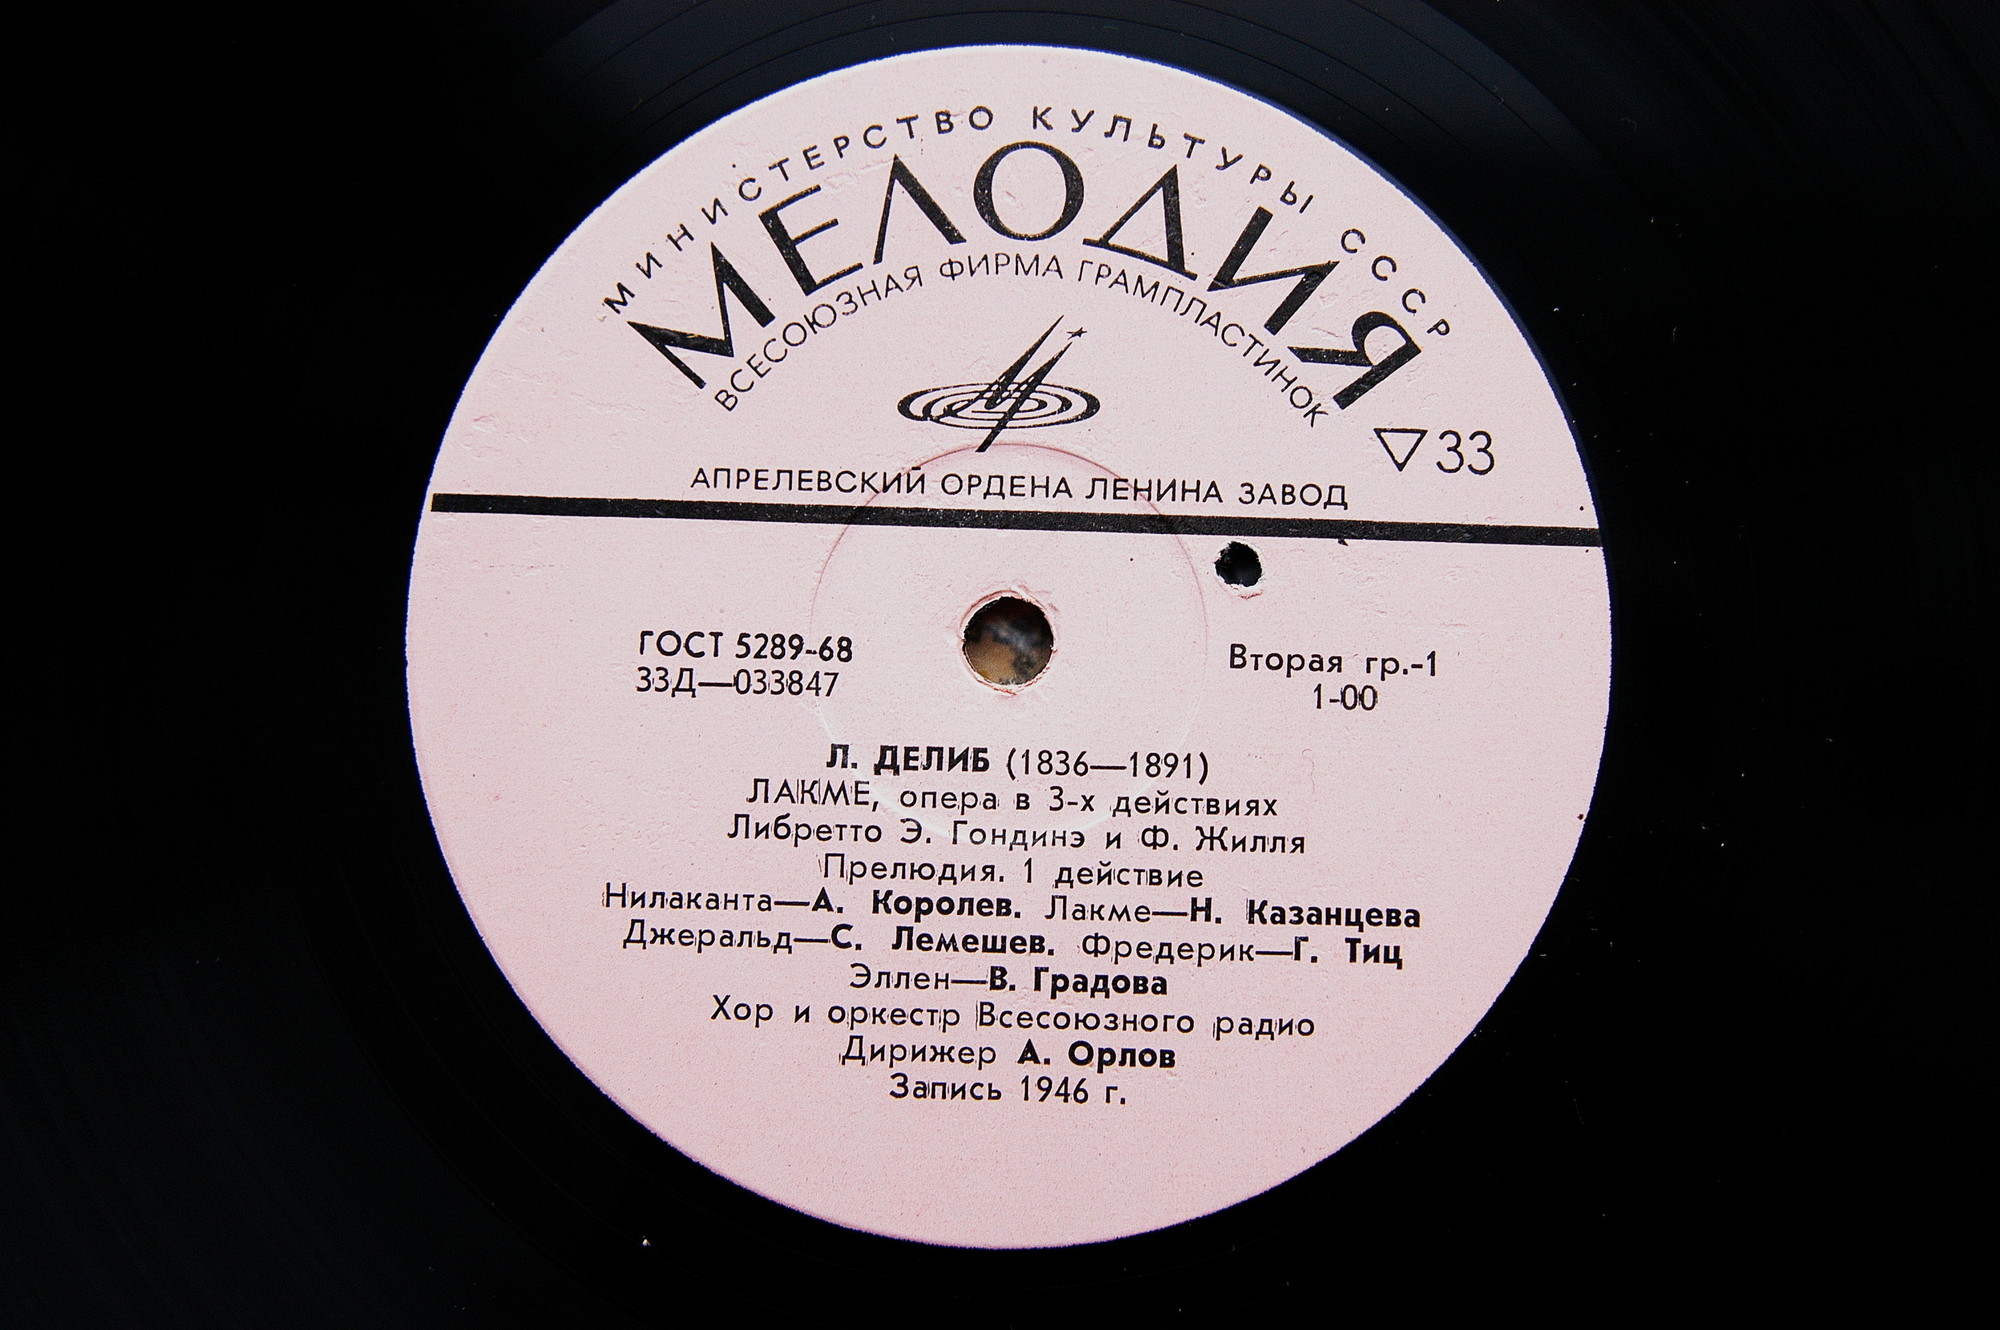 МИНИСТЕРСТВО КУЛЬТУРЫ СССР
МЕЛОДИЯ
ВСЕСОЮЗНАЯ ФИРМА ГРАМПЛАСТИНОК
33
АПРЕЛЕВСКИЙ ОРДЕНА ЛЕНИНА ЗАВОД
ГОСТ 5289-68
33Д—033847
Вторая гр.-1
1-00
Л. ДЕЛИБ (1836—1891)
ЛАКМЕ, опера в 3-х действиях
Либретто Э. Гондинэ и Ф. Жилля
Прелюдия. 1 действие
Нилаканта—А. Королев. Лакме—Н. Казанцева
Джеральд—С. Лемешев. Фредерик—Г. Тиц
Эллен—В. Градова
Хор и оркестр Всесоюзного радио
Дирижер А. Орлов
Запись 1946 г.